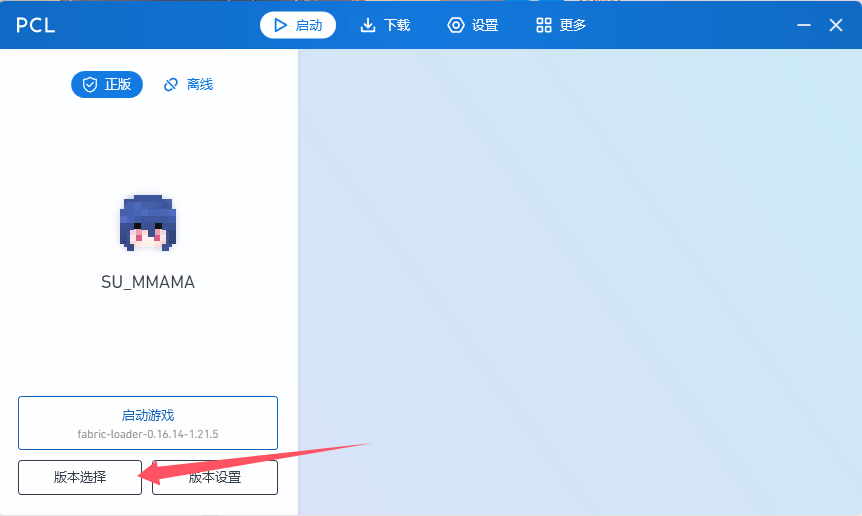 PCL
启动
下载
设置
更多
正版
离线
SU_MMAMA
启动游戏
fabric-loader-0.16.14-1.21.5
版本选择
版本设置